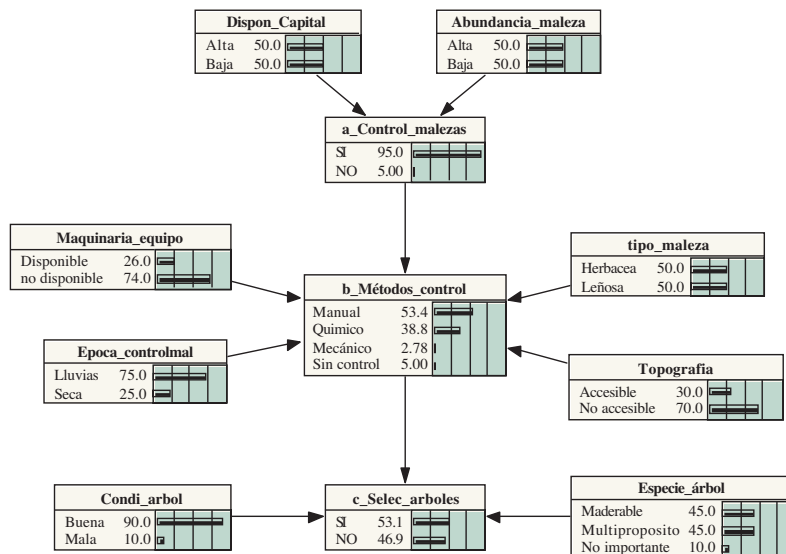 Dispon_Capital
Alta 50.0
Baja 50.0
Abundancia_maleza
Alta 50.0
Baja 50.0
a_Control_malezas
SI 95.0
NO 5.00
Maquinaria_equipo
Disponible 26.0
no disponible 74.0
tipo_maleza
Herbacea 50.0
Leñosa 50.0
b_Métodos_control
Manual 53.4
Quimico 38.8
Mecánico 2.78
Sin control 5.00
Epoca_controlmal
Lluvias 75.0
Seca 25.0
Topografia
Accesible 30.0
No accesible 70.0
Condi_arbol
Buena 90.0
Mala 10.0
c_Selec_arboles
SI 53.1
NO 46.9
Especie_árbol
Maderable 45.0
Multiproposito 45.0
No importante 10.0